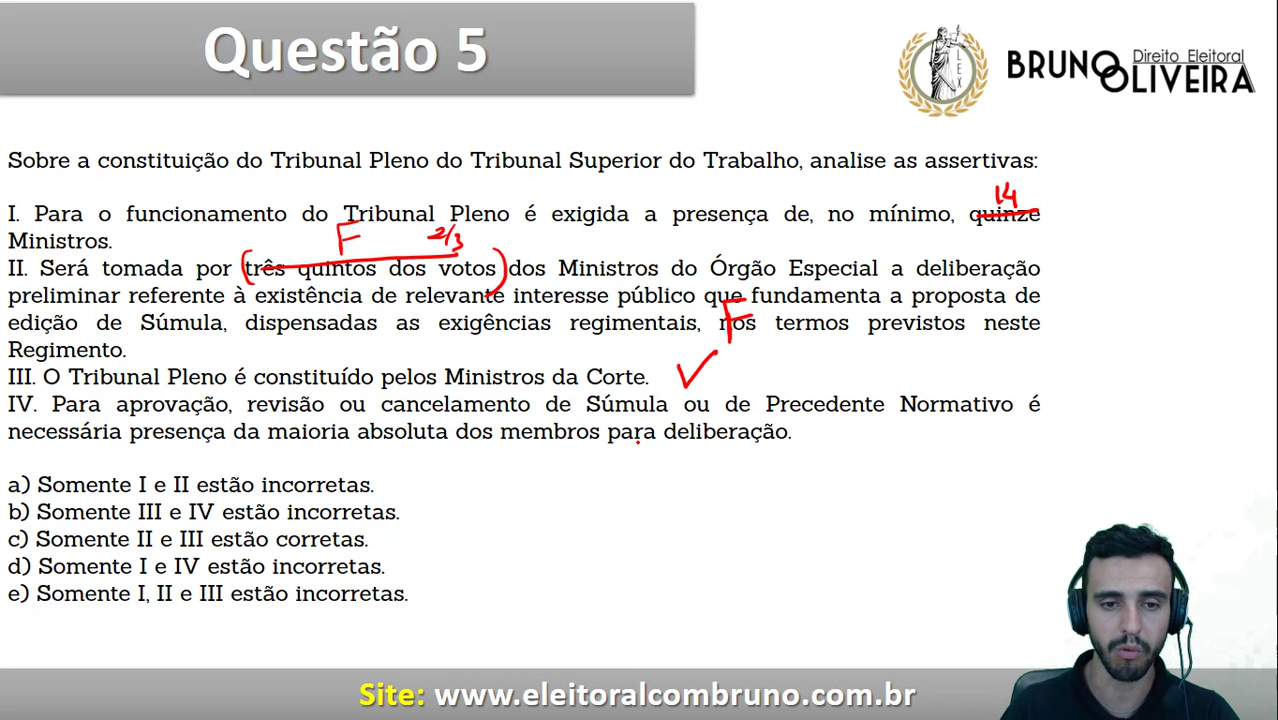 Questão 5
LEX
BRUNO OLIVEIRA
Direito Eleitoral
Sobre a constituição do Tribunal Pleno do Tribunal Superior do Trabalho, analise as assertivas:
14
I. Para o funcionamento do Tribunal Pleno é exigida a presença de, no mínimo, quinze
Ministros.
F 2/3
II. Será tomada por (três quintos dos votos) dos Ministros do Órgão Especial a deliberação
preliminar referente à existência de relevante interesse público que fundamenta a proposta de
edição de Súmula, dispensadas as exigências regimentais, nos termos previstos neste
F
Regimento.
III. O Tribunal Pleno é constituído pelos Ministros da Corte. ✓
IV. Para aprovação, revisão ou cancelamento de Súmula ou de Precedente Normativo é
necessária presença da maioria absoluta dos membros para deliberação.
a) Somente I e II estão incorretas.
b) Somente III e IV estão incorretas.
c) Somente II e III estão corretas.
d) Somente I e IV estão incorretas.
e) Somente I, II e III estão incorretas.
Site: www.eleitoralcombruno.com.br